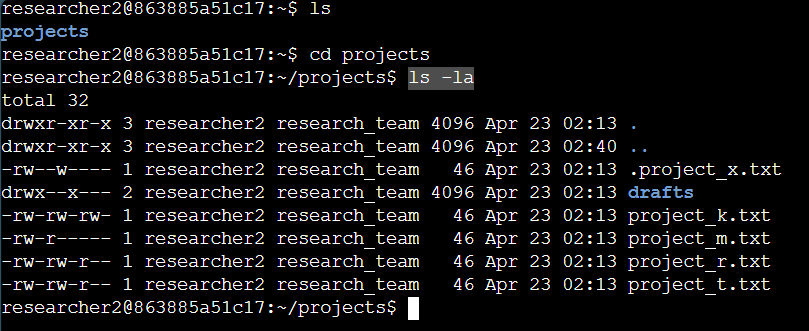 researcher2@863885a51c17:~$ ls
projects
researcher2@863885a51c17:~$ cd projects
researcher2@863885a51c17:~/projects$ ls -la
total 32
drwxr-xr-x 3 researcher2 research_team 4096 Apr 23 02:13 .
drwxr-xr-x 3 researcher2 research_team 4096 Apr 23 02:40 ..
-rw--w---- 1 researcher2 research_team   46 Apr 23 02:13 .project_x.txt
drwx--x--- 2 researcher2 research_team 4096 Apr 23 02:13 drafts
-rw-rw-rw- 1 researcher2 research_team   46 Apr 23 02:13 project_k.txt
-rw-r----- 1 researcher2 research_team   46 Apr 23 02:13 project_m.txt
-rw-rw-r-- 1 researcher2 research_team   46 Apr 23 02:13 project_r.txt
-rw-rw-r-- 1 researcher2 research_team   46 Apr 23 02:13 project_t.txt
researcher2@863885a51c17:~/projects$